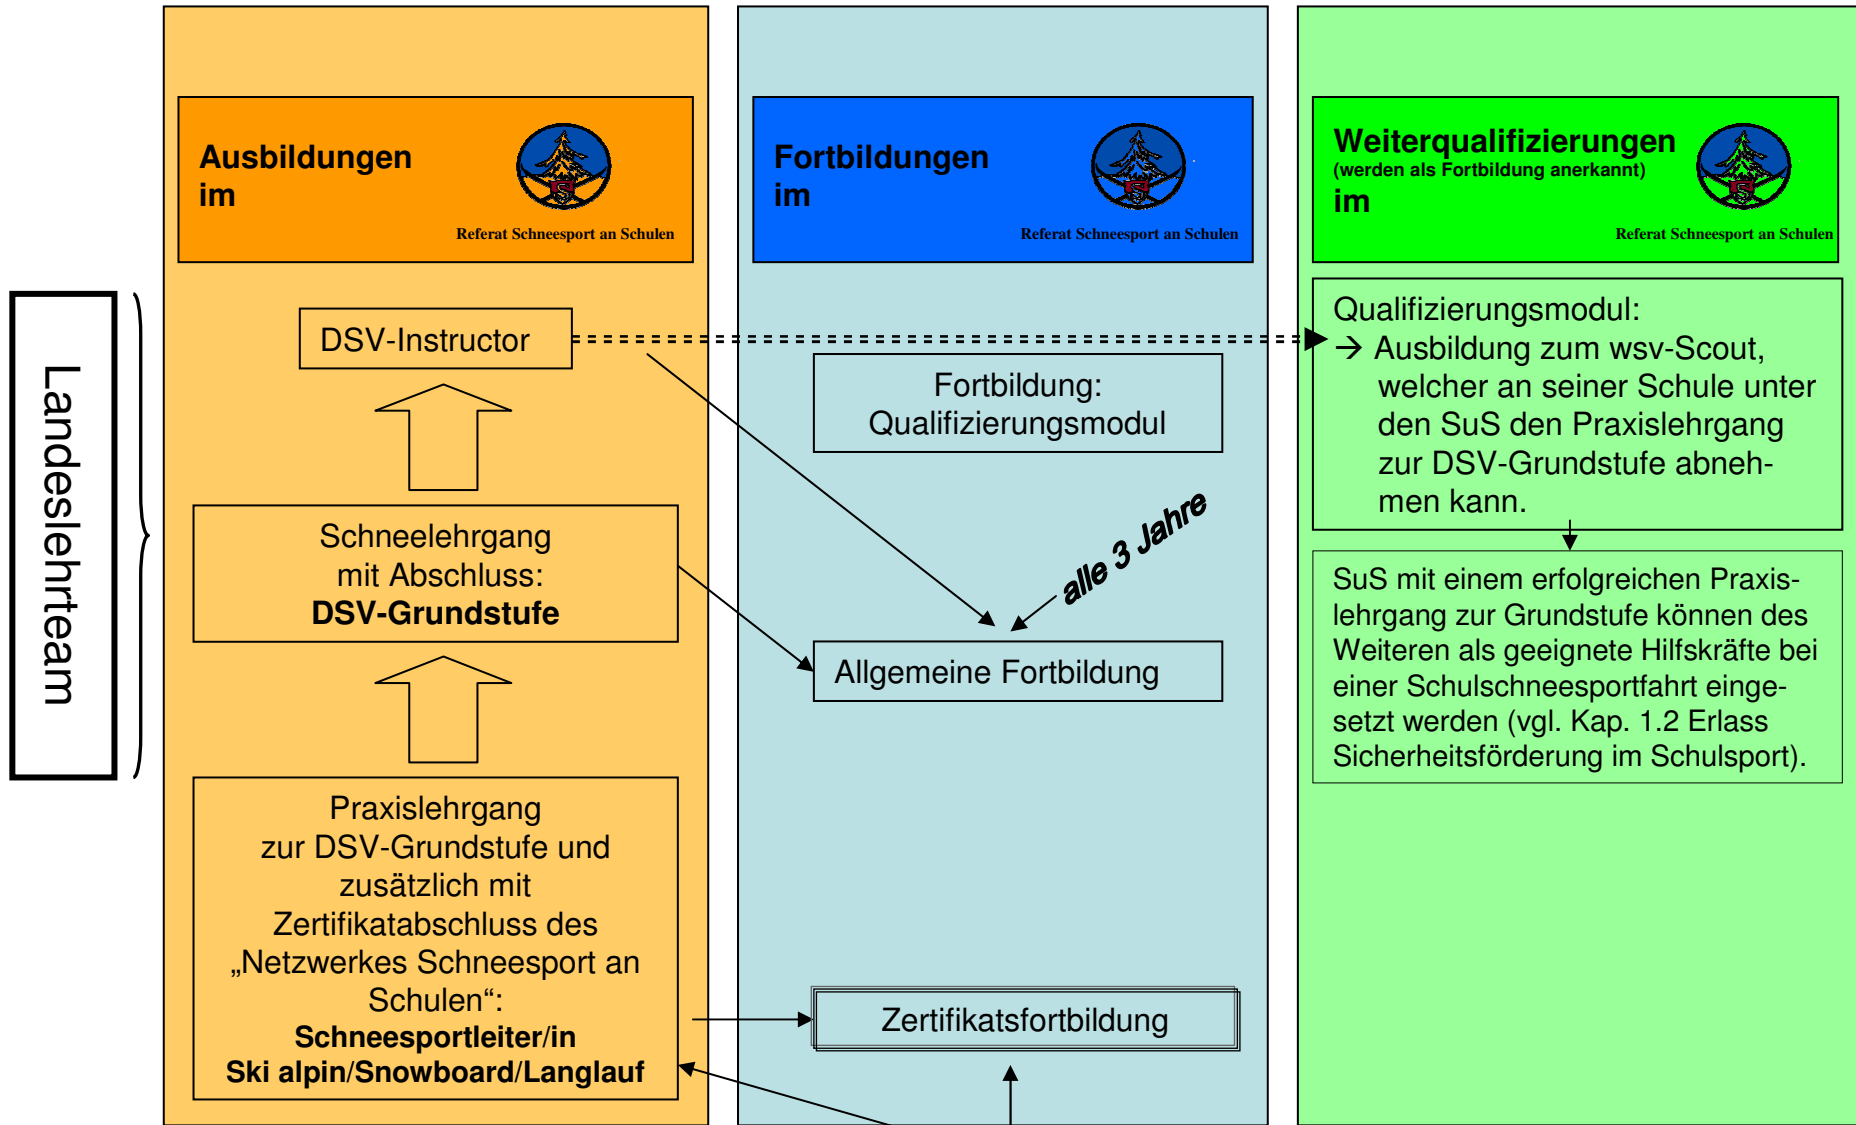 Landeslehrteam
Ausbildungen
im
Referat Schneesport an Schulen
DSV-Instructor
Schneelehrgang
mit Abschluss:
DSV-Grundstufe
Praxislehrgang
zur DSV-Grundstufe und
zusätzlich mit
Zertifikatabschluss des
„Netzwerkes Schneesport an
Schulen“:
Schneesportleiter/in
Ski alpin/Snowboard/Langlauf
Fortbildungen
im
Referat Schneesport an Schulen
Fortbildung:
Qualifizierungsmodul
alle 3 Jahre
Allgemeine Fortbildung
Zertifikatsfortbildung
Weiterqualifizierungen
(werden als Fortbildung anerkannt)
im
Referat Schneesport an Schulen
Qualifizierungsmodul:
→ Ausbildung zum wsv-Scout,
welcher an seiner Schule unter
den SuS den Praxislehrgang
zur DSV-Grundstufe abneh-
men kann.
SuS mit einem erfolgreichen Praxis-
lehrgang zur Grundstufe können des
Weiteren als geeignete Hilfskräfte bei
einer Schulschneesportfahrt einge-
setzt werden (vgl. Kap. 1.2 Erlass
Sicherheitsförderung im Schulsport).